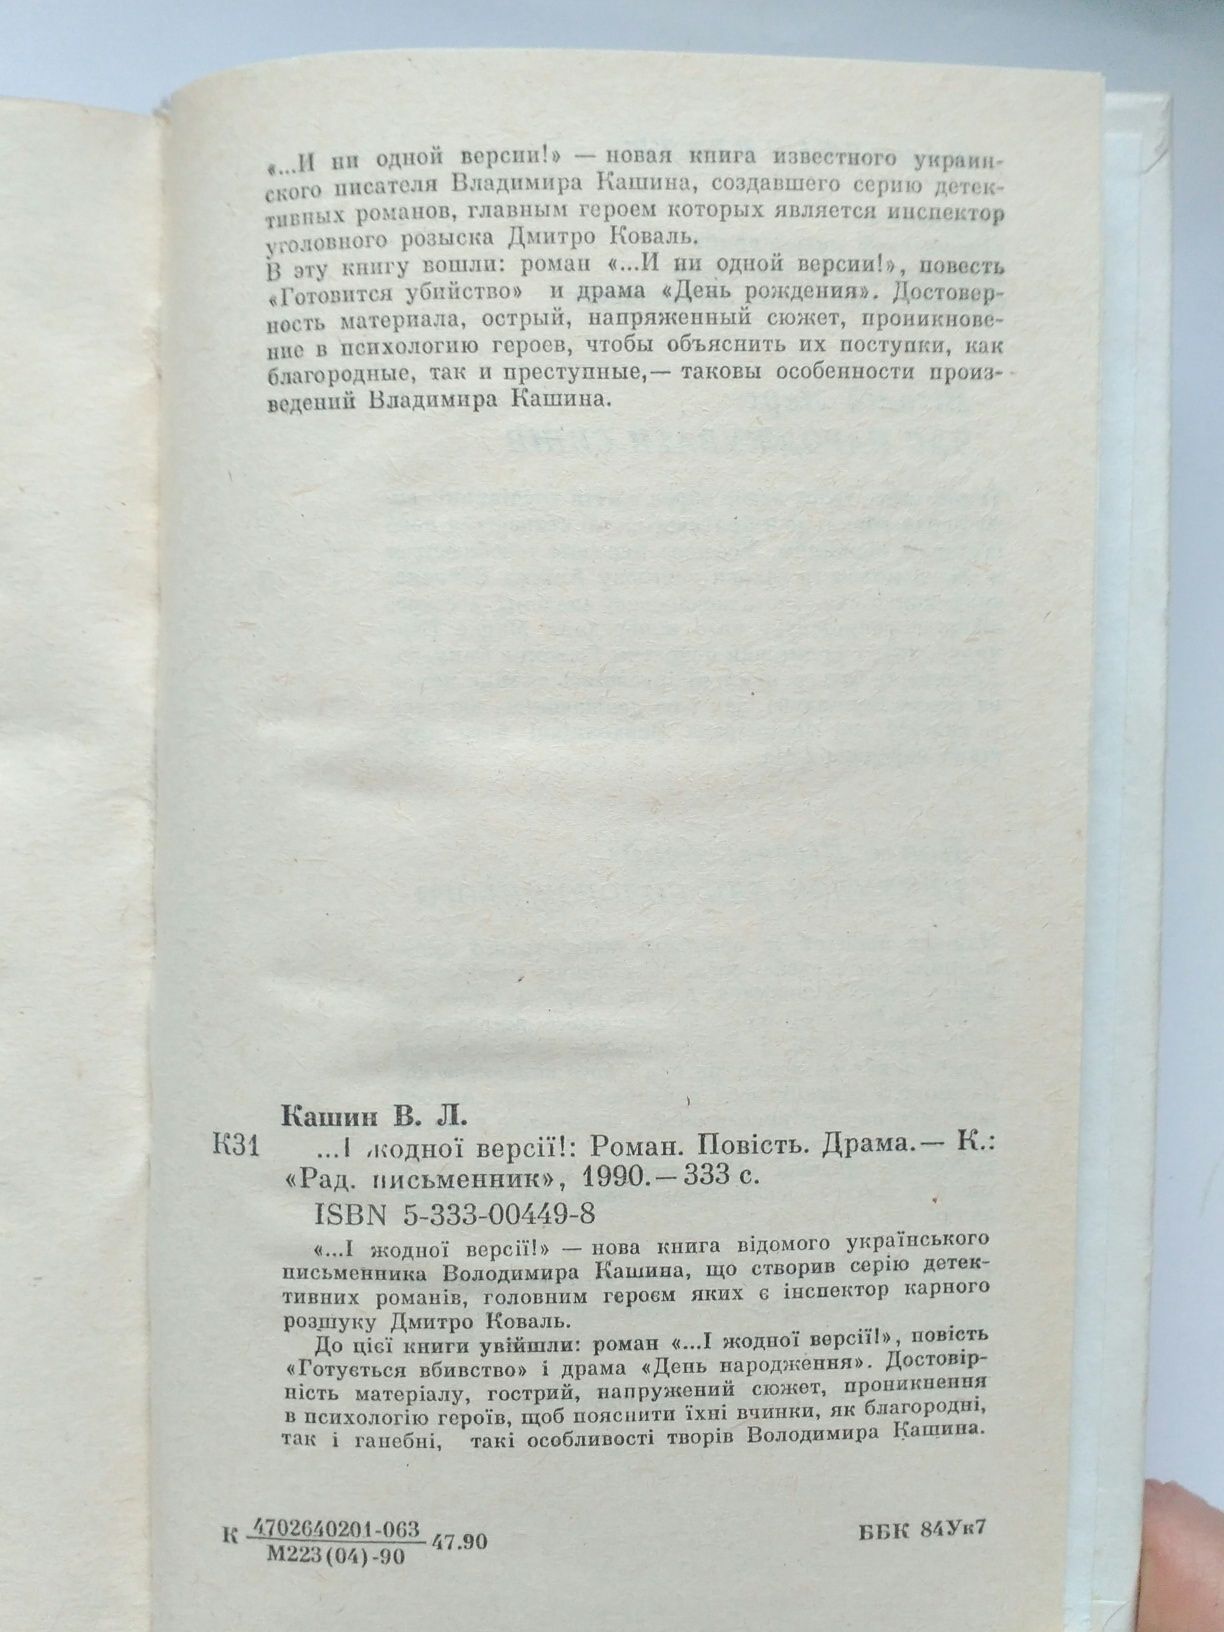 «...И ни одной версии!» — новая книга известного украин-
ского писателя Владимира Кашина, создавшего серию детек-
тивных романов, главным героем которых является инспектор
уголовного розыска Дмитро Коваль.
В эту книгу вошли: роман «...И ни одной версии!», повесть
«Готовится убийство» и драма «День рождения». Достовер-
ность материала, острый, напряженный сюжет, проникнове-
ние в психологию героев, чтобы объяснить их поступки, как
благородные, так и преступные,— таковы особенности произ-
ведений Владимира Кашина.
Кашин В. Л.
К31 ...І жодної версії!: Роман. Повість. Драма.— К.:
«Рад. письменник», 1990.—333 с.
ISBN 5-333-00449-8
«...І жодної версії!» — нова книга відомого українського
письменника Володимира Кашина, що створив серію детек-
тивних романів, головним героєм яких є інспектор карного
розшуку Дмитро Коваль.
До цієї книги увійшли: роман «...І жодної версії!», повість
«Готується вбивство» і драма «День народження». Достовір-
ність матеріалу, гострий, напружений сюжет, проникнення
в психологію героїв, щоб пояснити їхні вчинки, як благородні,
так і ганебні, такі особливості творів Володимира Кашина.
К 4702640201-063 47.90
М223(04)-90
ББК 84Ук7